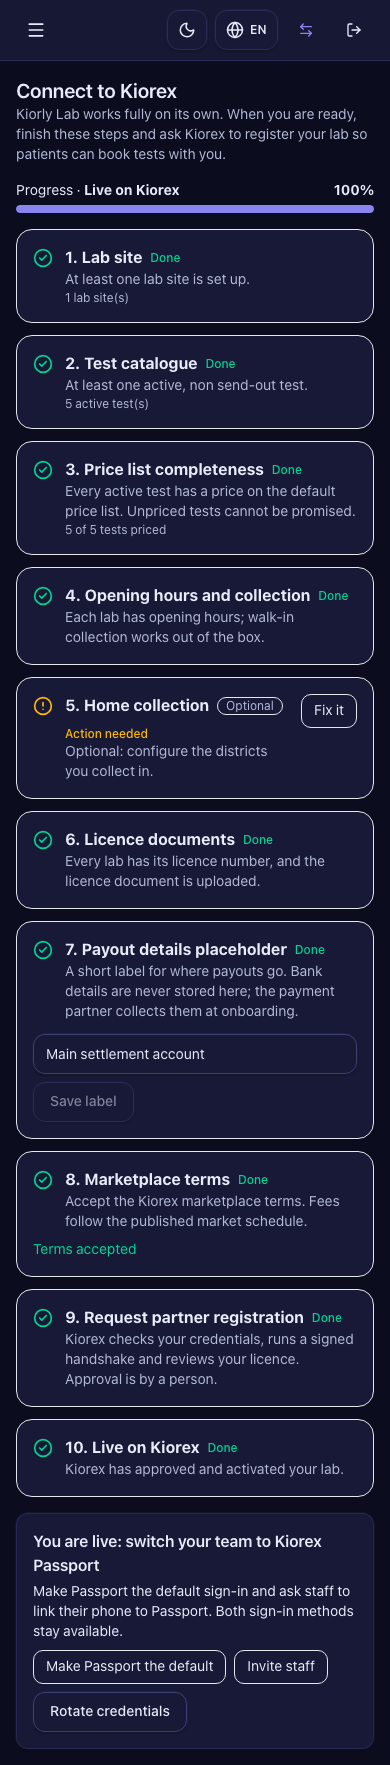 EN
Connect to Kiorex
Kiorly Lab works fully on its own. When you are ready,
finish these steps and ask Kiorex to register your lab so
patients can book tests with you.
Progress · Live on Kiorex 100%
1. Lab site Done
At least one lab site is set up.
1 lab site(s)
2. Test catalogue Done
At least one active, non send-out test.
5 active test(s)
3. Price list completeness Done
Every active test has a price on the default
price list. Unpriced tests cannot be promised.
5 of 5 tests priced
4. Opening hours and collection Done
Each lab has opening hours; walk-in
collection works out of the box.
5. Home collection Optional Fix it
Action needed
Optional: configure the districts
you collect in.
6. Licence documents Done
Every lab has its licence number, and the
licence document is uploaded.
7. Payout details placeholder Done
A short label for where payouts go. Bank
details are never stored here; the payment
partner collects them at onboarding.
Main settlement account
Save label
8. Marketplace terms Done
Accept the Kiorex marketplace terms. Fees
follow the published market schedule.
Terms accepted
9. Request partner registration Done
Kiorex checks your credentials, runs a signed
handshake and reviews your licence.
Approval is by a person.
10. Live on Kiorex Done
Kiorex has approved and activated your lab.
You are live: switch your team to Kiorex
Passport
Make Passport the default sign-in and ask staff to
link their phone to Passport. Both sign-in methods
stay available.
Make Passport the default Invite staff
Rotate credentials